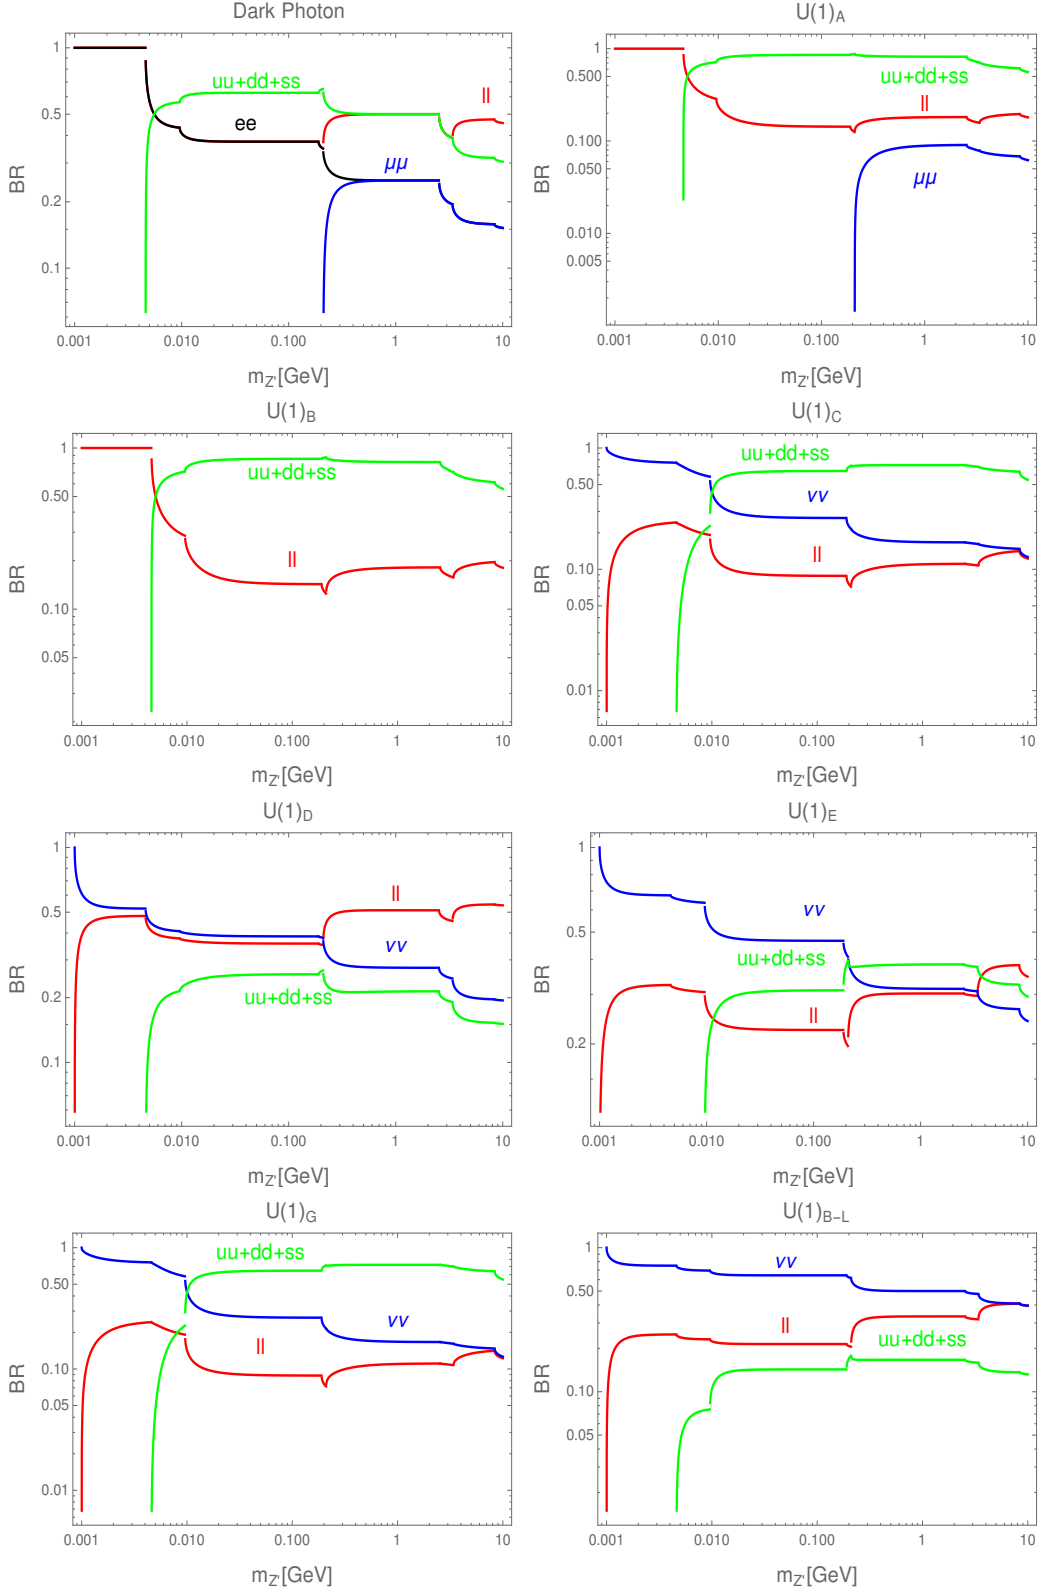 Dark Photon
1
0.5
0.2
0.1
BR
uu+dd+ss
ee
ll
μμ
0.001
0.010
0.100
1
10
m_Z'[GeV]
U(1)_A
1
0.500
0.100
0.050
0.010
0.005
BR
uu+dd+ss
ll
μμ
0.001
0.010
0.100
1
10
m_Z'[GeV]
U(1)_B
1
0.50
0.10
0.05
BR
uu+dd+ss
ll
0.001
0.010
0.100
1
10
m_Z'[GeV]
U(1)_C
1
0.50
0.10
0.05
0.01
BR
uu+dd+ss
νν
ll
0.001
0.010
0.100
1
10
m_Z'[GeV]
U(1)_D
1
0.5
0.2
0.1
BR
ll
νν
uu+dd+ss
0.001
0.010
0.100
1
10
m_Z'[GeV]
U(1)_E
1
0.5
0.2
BR
νν
uu+dd+ss
ll
0.001
0.010
0.100
1
10
m_Z'[GeV]
U(1)_G
1
0.50
0.10
0.05
0.01
BR
uu+dd+ss
νν
ll
0.001
0.010
0.100
1
10
m_Z'[GeV]
U(1)_B−L
1
0.50
0.10
0.05
BR
νν
ll
uu+dd+ss
0.001
0.010
0.100
1
10
m_Z'[GeV]